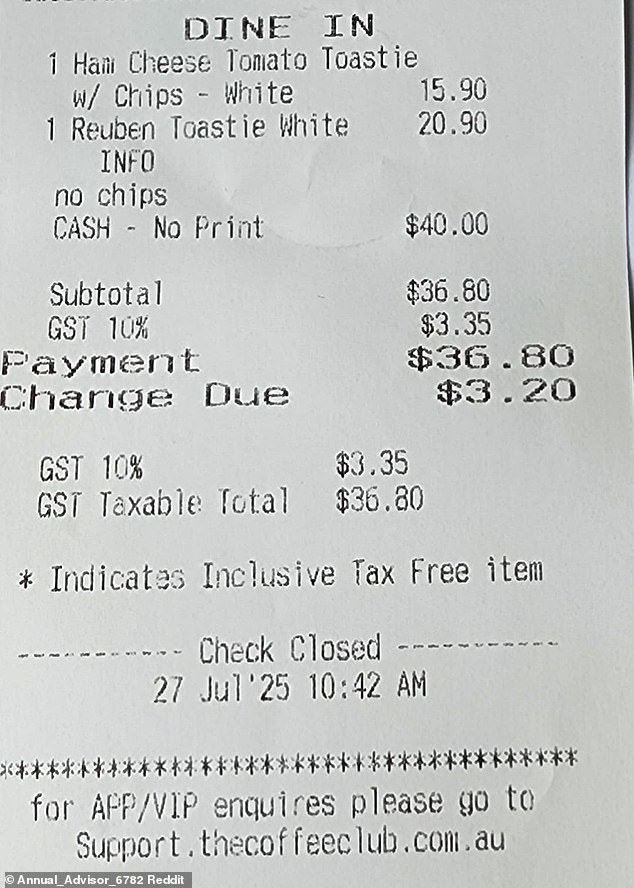 DINE IN
1 Ham Cheese Tomato Toastie
w/ Chips - White 15.90
1 Reuben Toastie White 20.90
INFO
no chips
CASH - No Print $40.00
Subtotal $36.80
GST 10% $3.35
Payment $36.80
Change Due $3.20
GST 10% $3.35
GST Taxable Total $36.80
* Indicates Inclusive Tax Free item
----------- Check Closed -----------
27 Jul'25 10:42 AM
***************************************
for APP/VIP enquires please go to
Support.thecoffeeclub.com.au
© Annual_Advisor_6782 Reddit